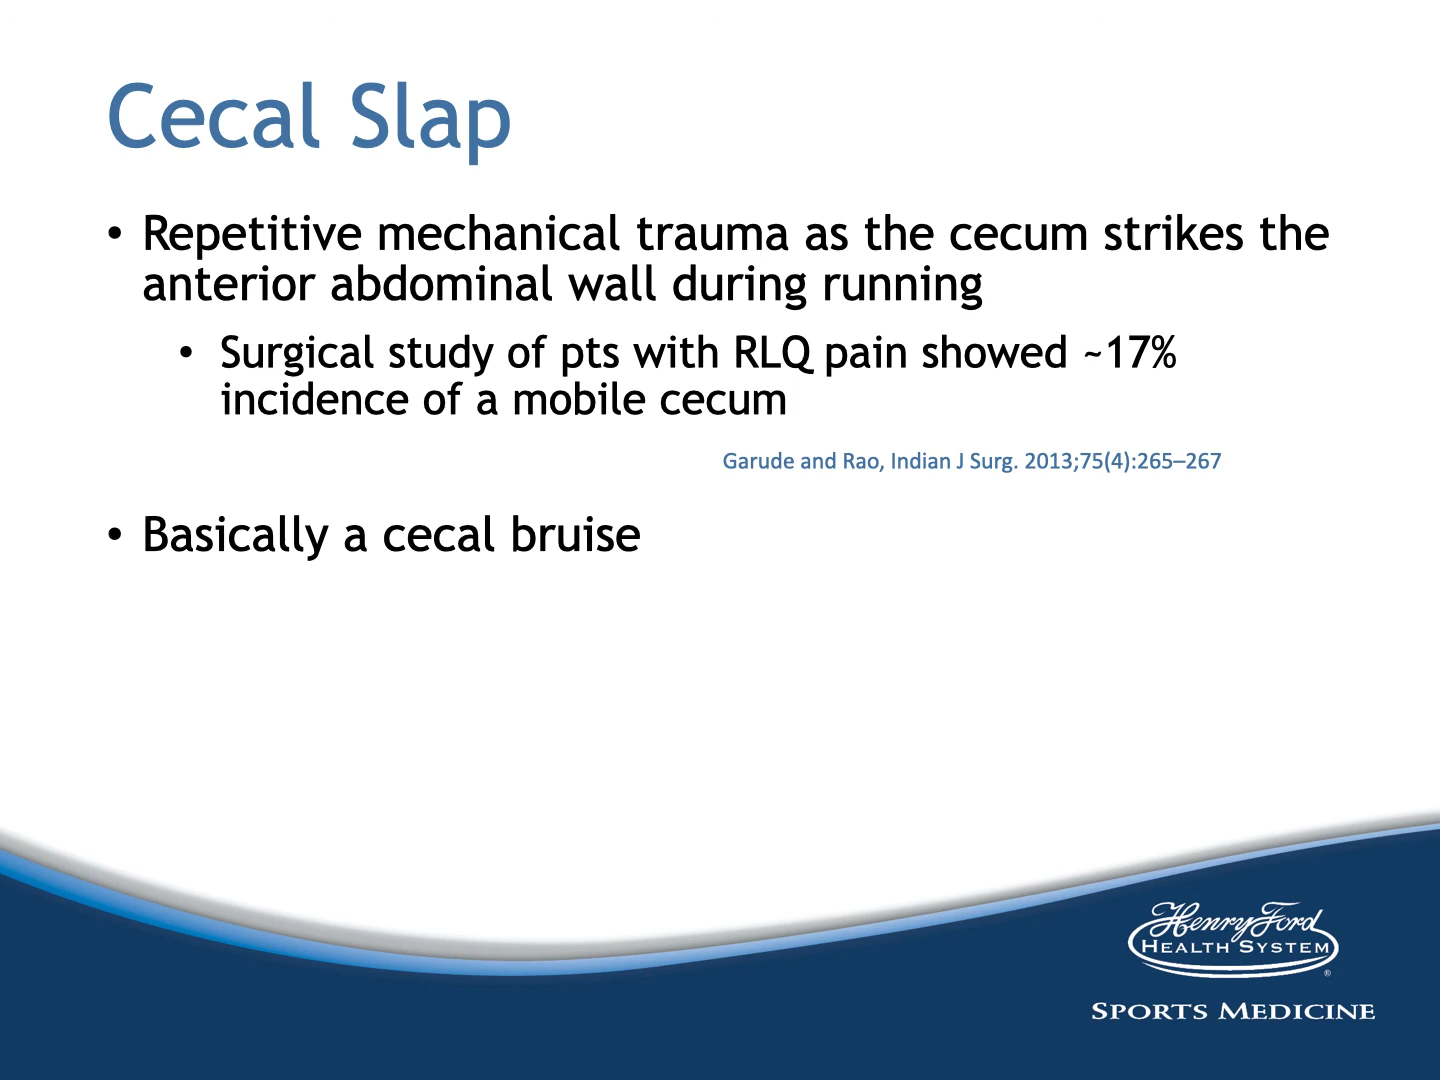 Cecal Slap
• Repetitive mechanical trauma as the cecum strikes the
anterior abdominal wall during running
• Surgical study of pts with RLQ pain showed ~17%
incidence of a mobile cecum
Garude and Rao, Indian J Surg. 2013;75(4):265–267
• Basically a cecal bruise
Henry Ford
HEALTH SYSTEM
®
SPORTS MEDICINE